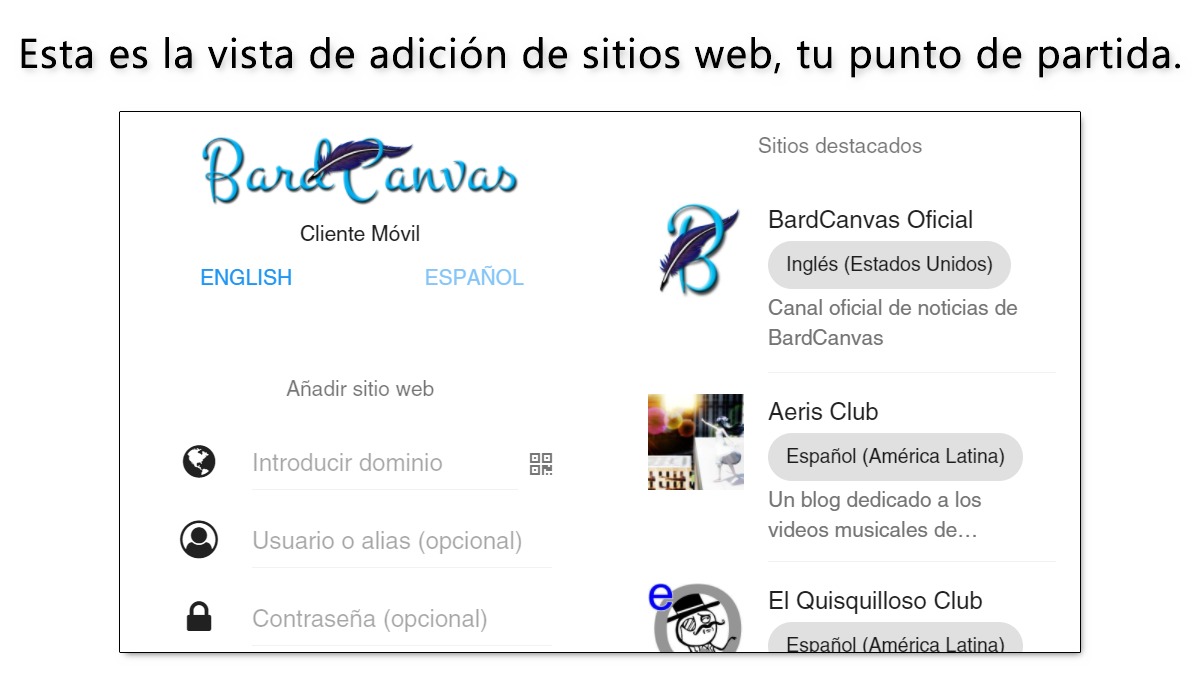 Esta es la vista de adición de sitios web, tu punto de partida.
BardCanvas
Cliente Móvil
ENGLISH ESPAÑOL
Añadir sitio web
Introducir dominio
Usuario o alias (opcional)
Contraseña (opcional)
Sitios destacados
B
BardCanvas Oficial
Inglés (Estados Unidos)
Canal oficial de noticias de
BardCanvas
Aeris Club
Español (América Latina)
Un blog dedicado a los
videos musicales de…
e
El Quisquilloso Club
Español (América Latina)